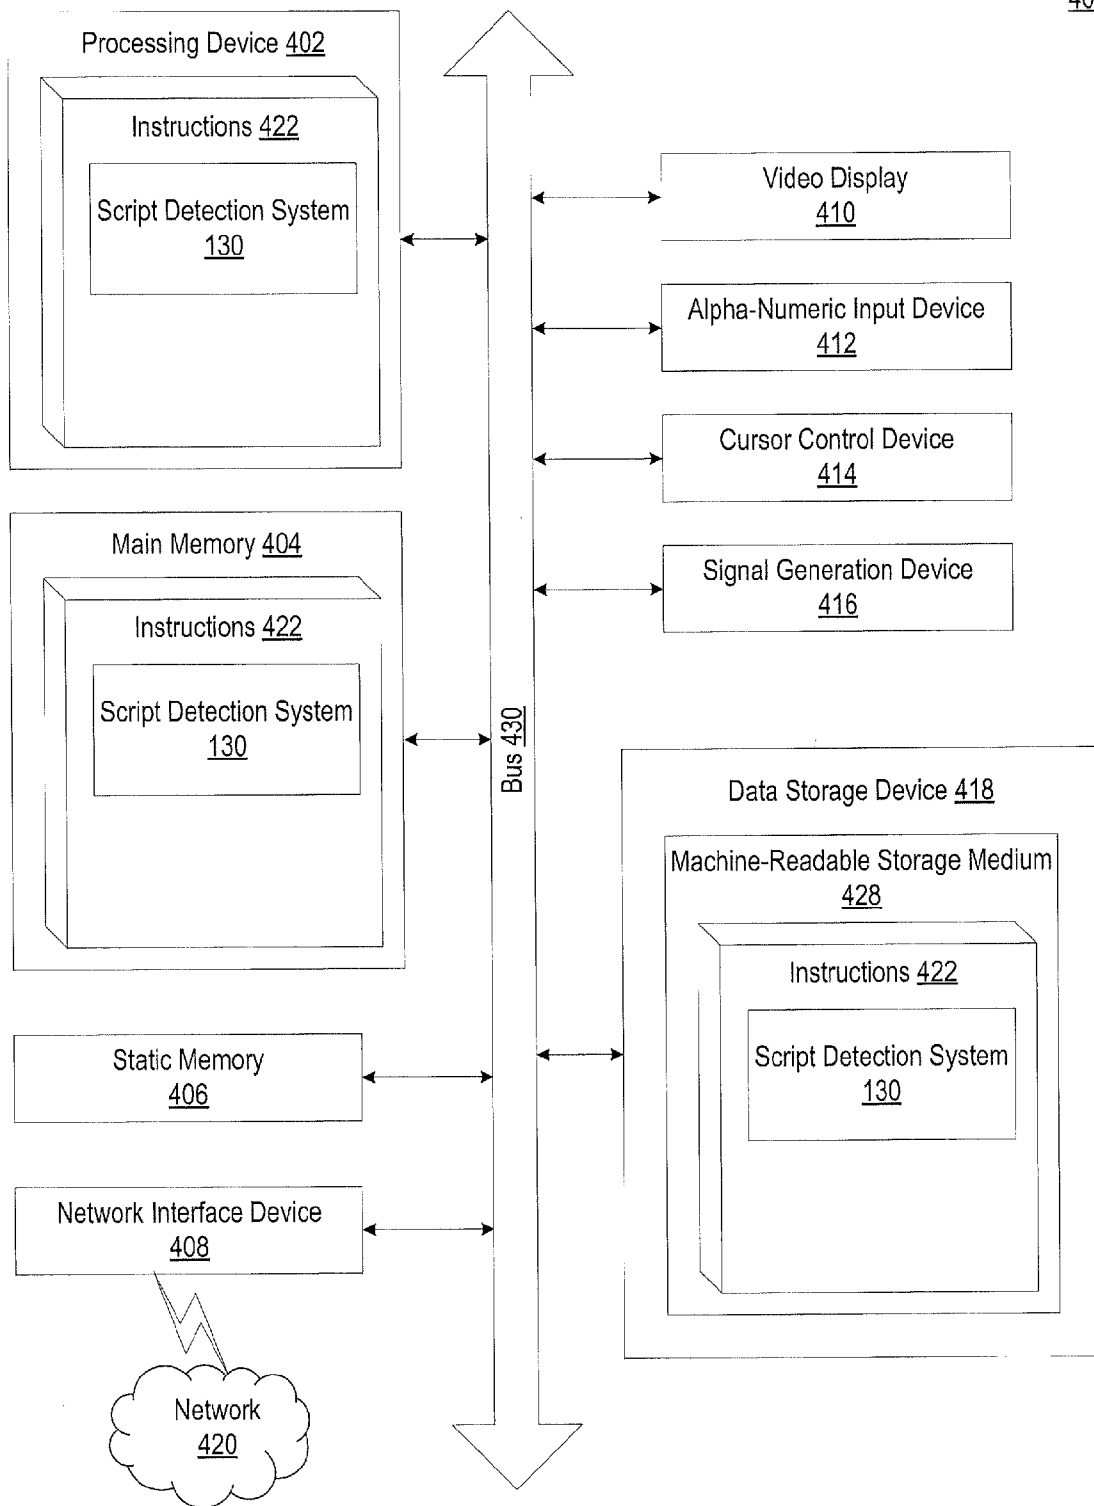 40
Processing Device 402
Instructions 422
Script Detection System
130
Main Memory 404
Instructions 422
Script Detection System
130
Static Memory
406
Network Interface Device
408
Network
420
Bus 430
Video Display
410
Alpha-Numeric Input Device
412
Cursor Control Device
414
Signal Generation Device
416
Data Storage Device 418
Machine-Readable Storage Medium
428
Instructions 422
Script Detection System
130